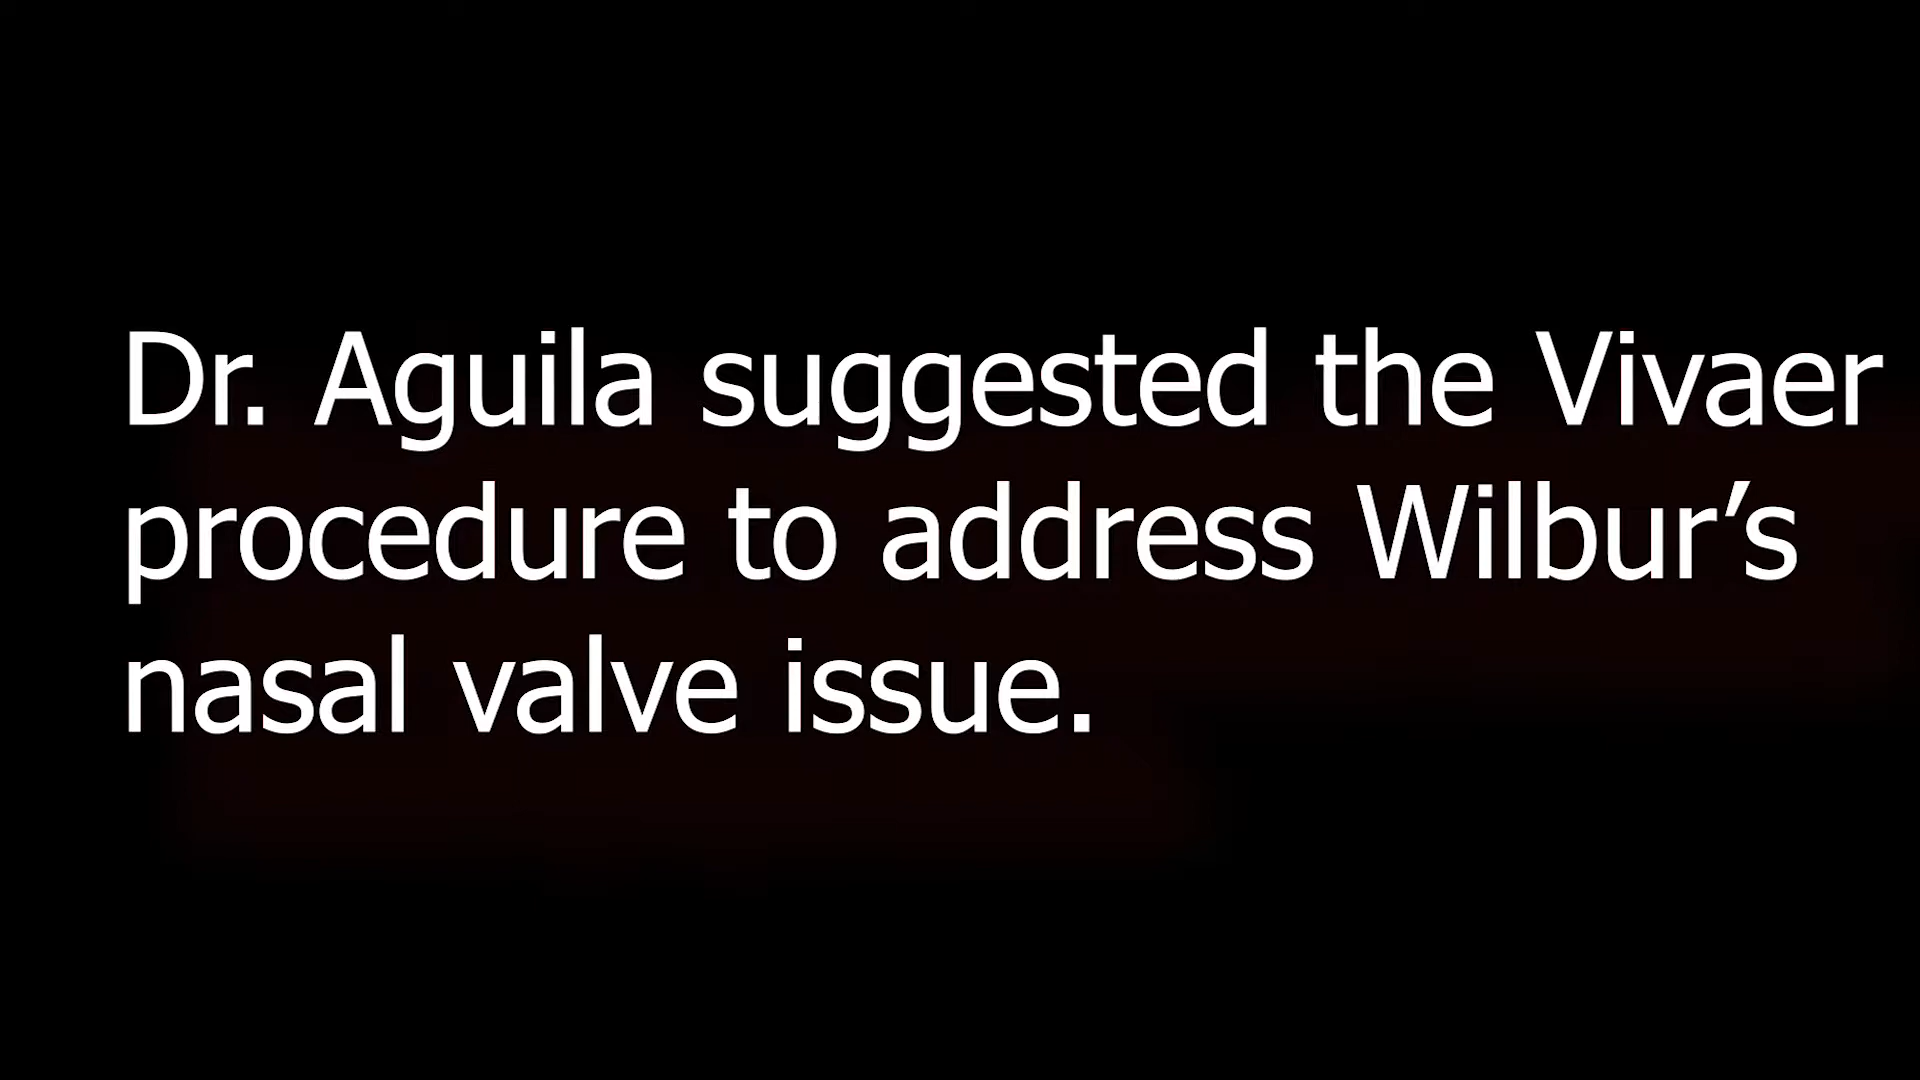 Dr. Aguila suggested the Vivaer
procedure to address Wilbur’s
nasal valve issue.